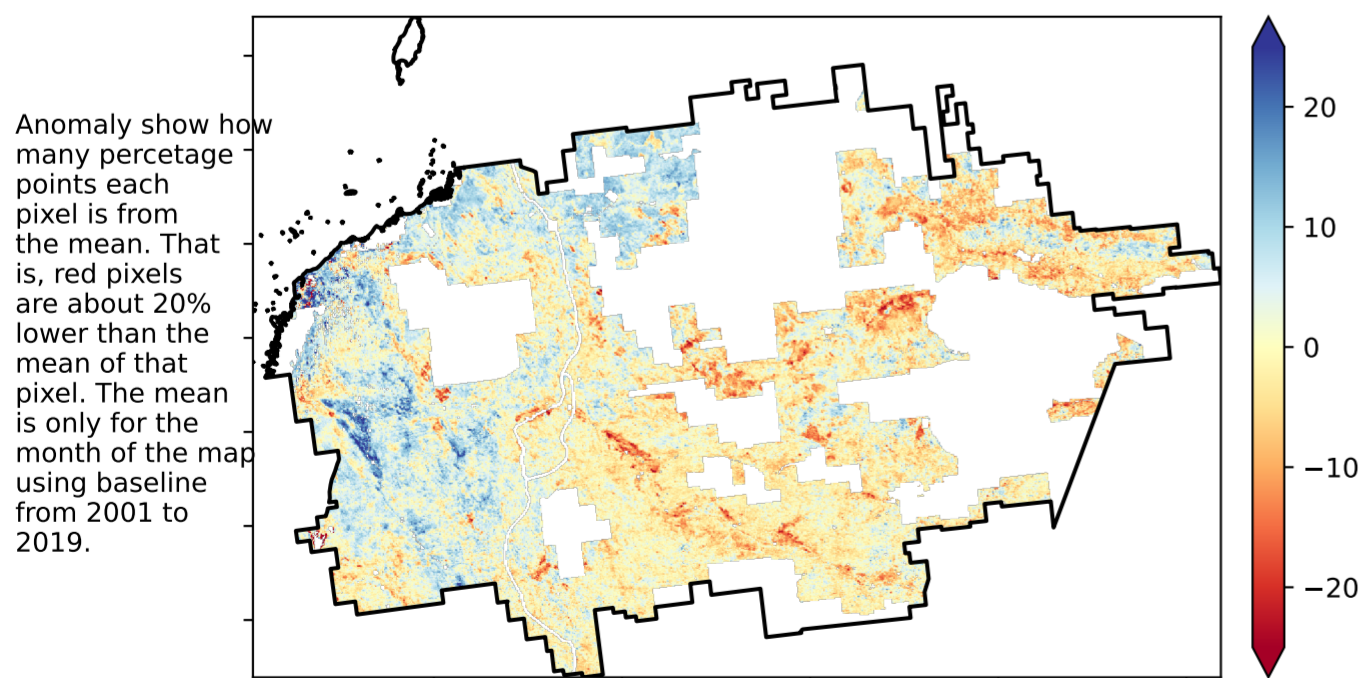 Anomaly show how
many percetage
points each
pixel is from
the mean. That
is, red pixels
are about 20%
lower than the
mean of that
pixel. The mean
is only for the
month of the map
using baseline
from 2001 to
2019.
20
10
0
−10
−20